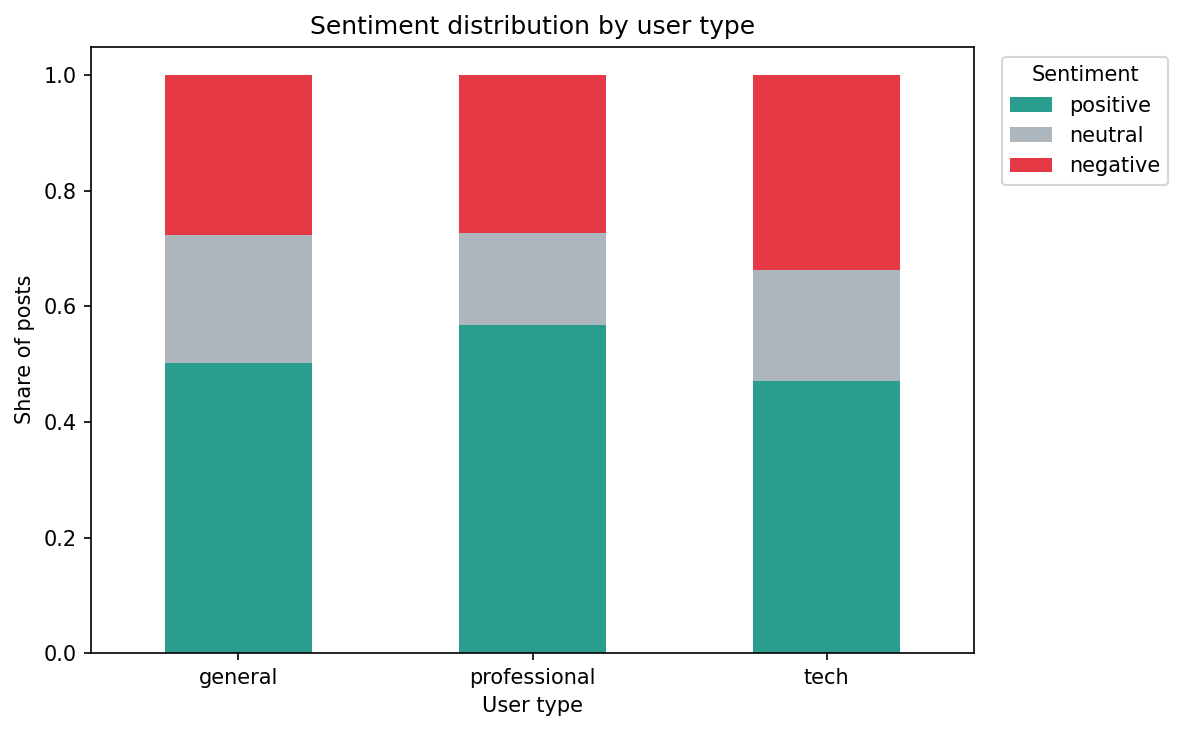 Sentiment distribution by user type
Sentiment
positive
neutral
negative
Share of posts
1.0
0.8
0.6
0.4
0.2
0.0
general
professional
tech
User type